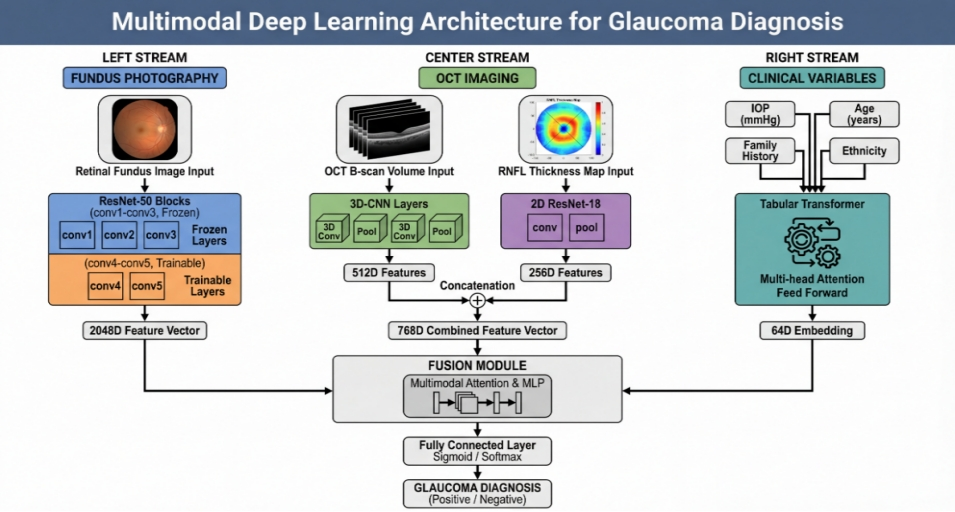 Multimodal Deep Learning Architecture for Glaucoma Diagnosis
LEFT STREAM
FUNDUS PHOTOGRAPHY
Retinal Fundus Image Input
ResNet-50 Blocks
(conv1-conv3, Frozen)
conv1
conv2
conv3
Frozen
Layers
(conv4-conv5, Trainable)
conv4
conv5
Trainable
Layers
2048D Feature Vector
CENTER STREAM
OCT IMAGING
OCT B-scan Volume Input
RNFL Thickness Map
RNFL Thickness Map Input
3D-CNN Layers
3D
Conv
Pool
3D
Conv
Pool
2D ResNet-18
conv
pool
512D Features
256D Features
Concatenation
+
768D Combined Feature Vector
RIGHT STREAM
CLINICAL VARIABLES
IOP
(mmHg)
Age
(years)
Family
History
Ethnicity
Tabular Transformer
Multi-head Attention
Feed Forward
64D Embedding
FUSION MODULE
Multimodal Attention & MLP
Fully Connected Layer
Sigmoid / Softmax
GLAUCOMA DIAGNOSIS
(Positive / Negative)